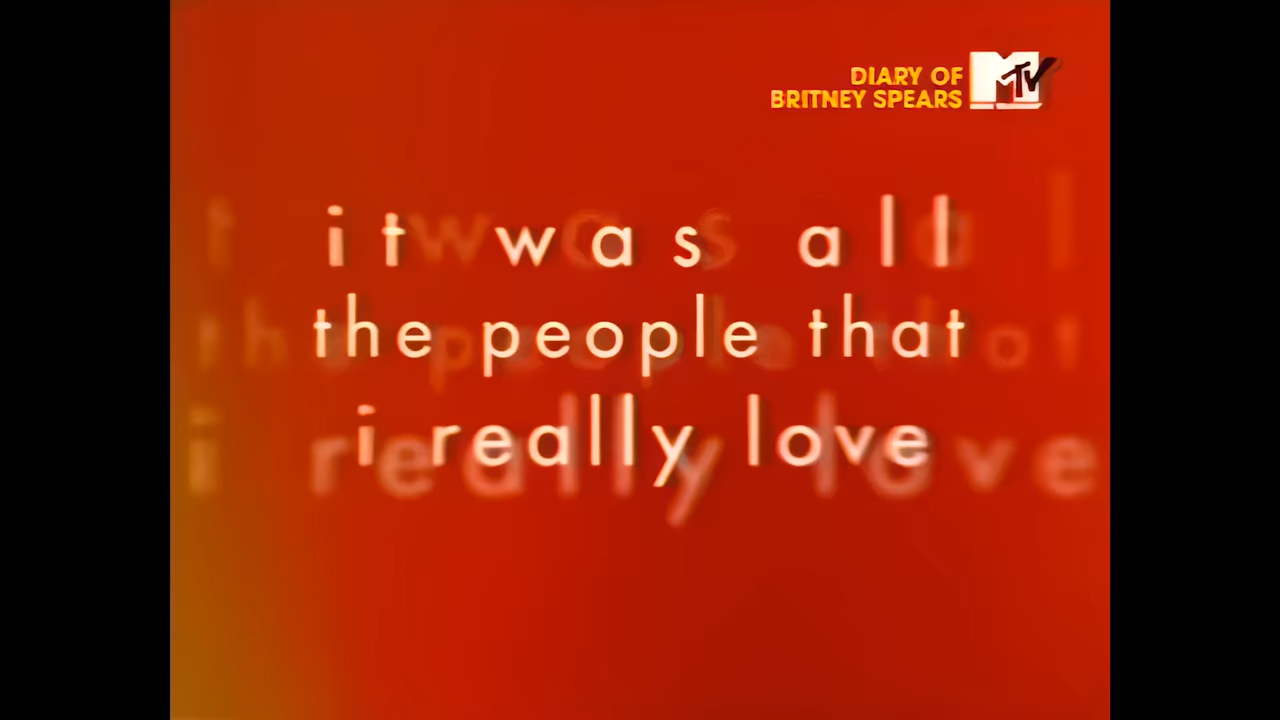 DIARY OF
BRITNEY SPEARS
MTV
it was all
the people that
i really love